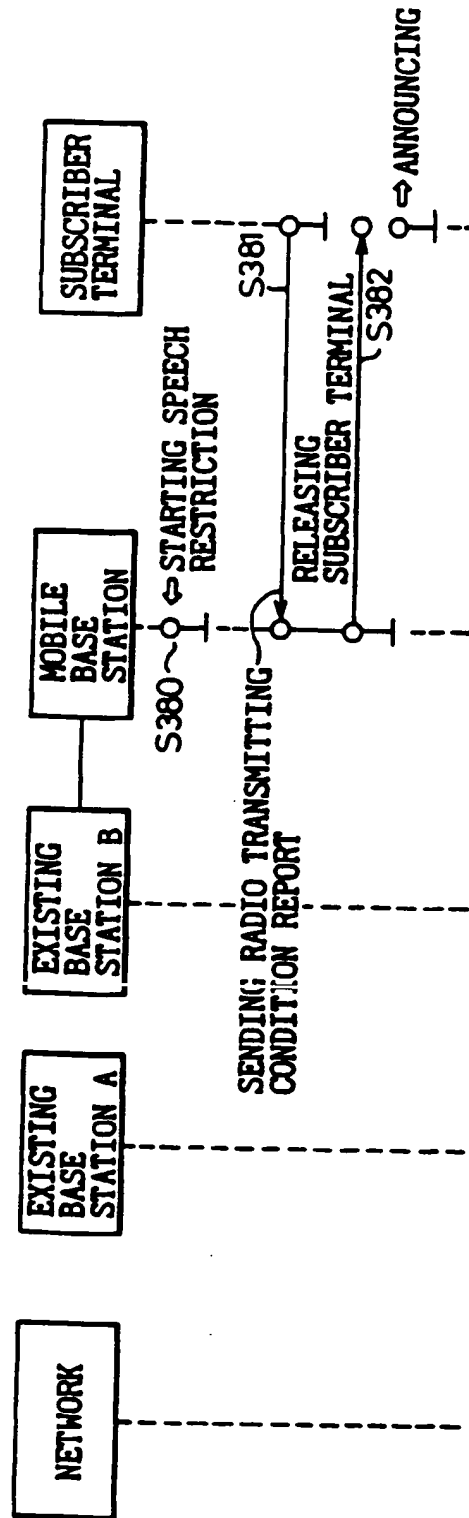 NETWORK
EXISTING
BASE
STATION A
EXISTING
BASE
STATION B
MOBILE
BASE
STATION
SUBSCRIBER
TERMINAL
S380
⇦ STARTING SPEECH
RESTRICTION
SENDING RADIO TRANSMITTING
CONDITION REPORT
S381
RELEASING
SUBSCRIBER TERMINAL
S382
⇨ ANNOUNCING